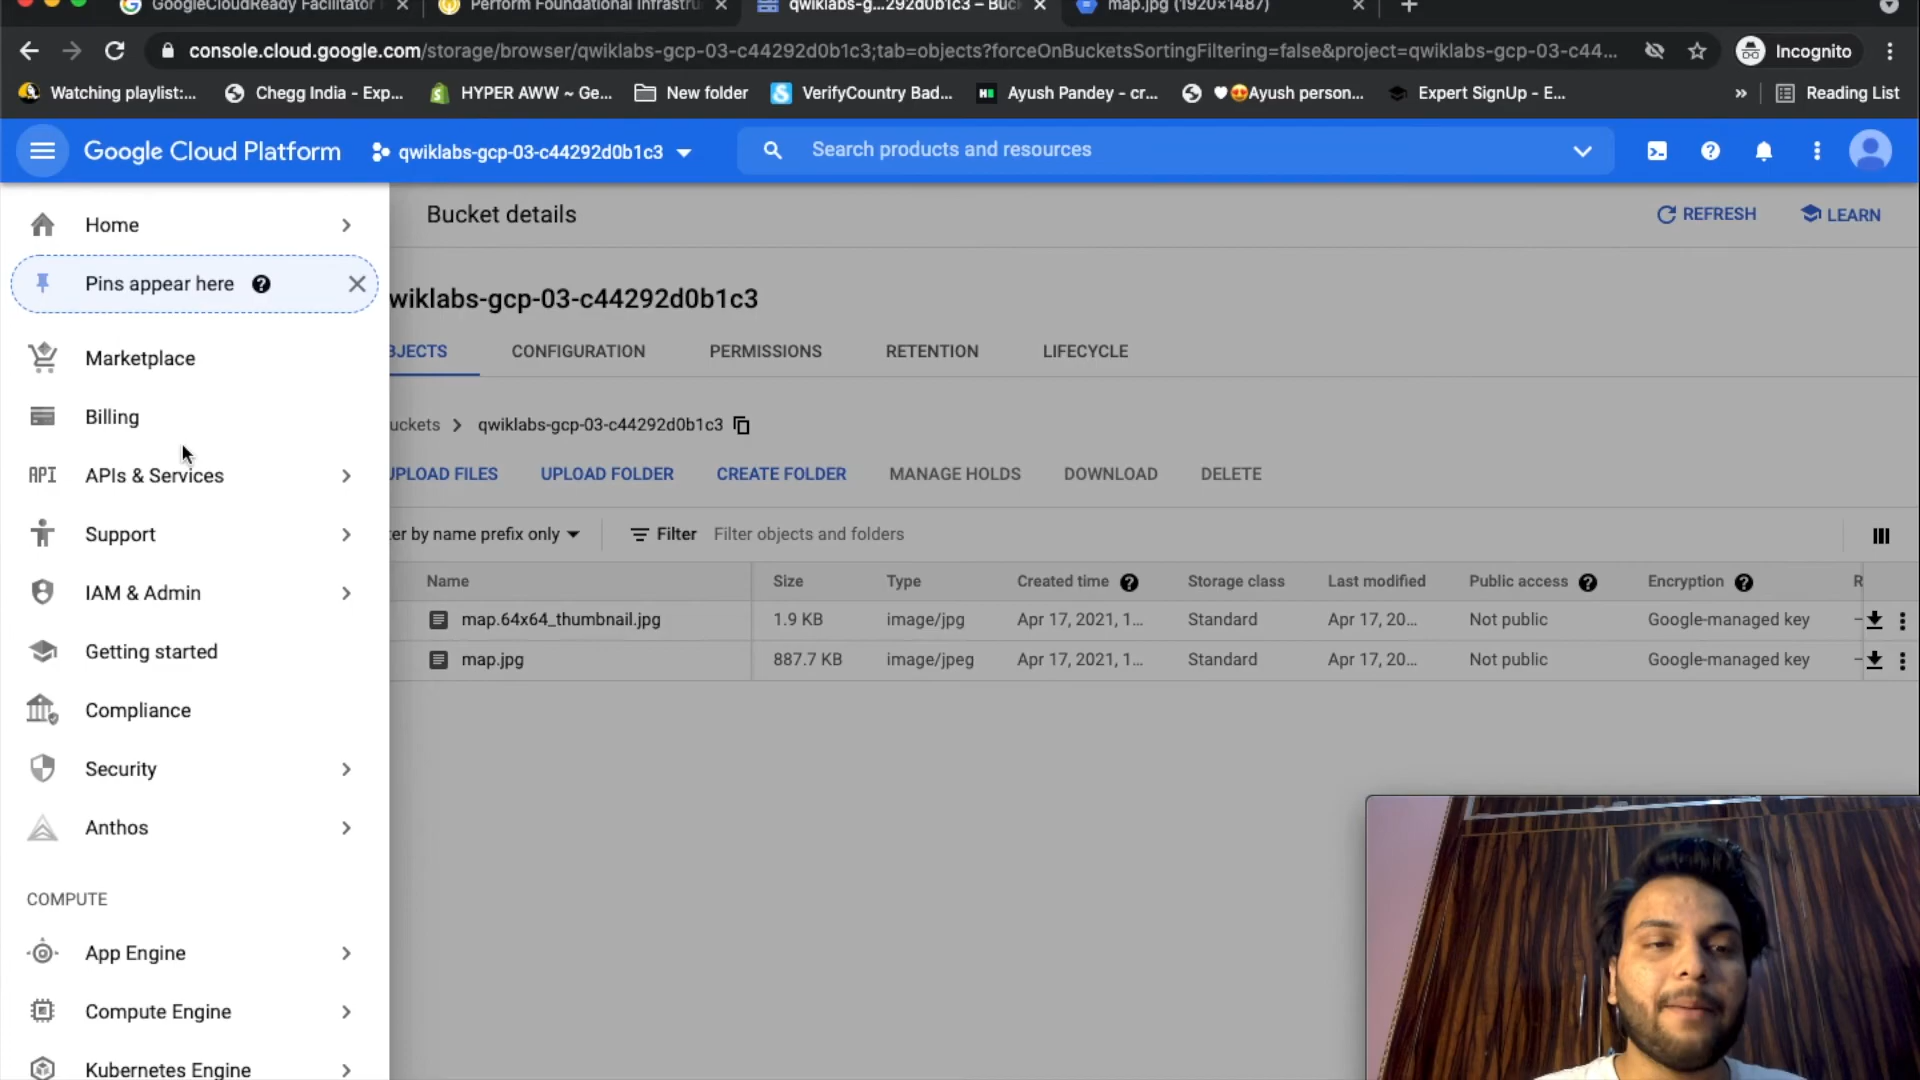 GoogleCloudReady Facilitator
Perform Foundational Infrastru
qwiklabs-g...292d0b1c3 – Buc
map.jpg (1920×1487)
console.cloud.google.com/storage/browser/qwiklabs-gcp-03-c44292d0b1c3;tab=objects?forceOnBucketsSortingFiltering=false&project=qwiklabs-gcp-03-c44...
Incognito
Watching playlist:...
Chegg India - Exp...
HYPER AWW ~ Ge...
New folder
VerifyCountry Bad...
Ayush Pandey - cr...
♥😍Ayush person...
Expert SignUp - E...
»
Reading List
Google Cloud Platform
qwiklabs-gcp-03-c44292d0b1c3
Search products and resources
Home
Pins appear here
Marketplace
Billing
API
APIs & Services
Support
IAM & Admin
Getting started
Compliance
Security
Anthos
COMPUTE
App Engine
Compute Engine
Kubernetes Engine
Bucket details
REFRESH
LEARN
wiklabs-gcp-03-c44292d0b1c3
BJECTS
CONFIGURATION
PERMISSIONS
RETENTION
LIFECYCLE
uckets > qwiklabs-gcp-03-c44292d0b1c3
UPLOAD FILES
UPLOAD FOLDER
CREATE FOLDER
MANAGE HOLDS
DOWNLOAD
DELETE
ter by name prefix only
Filter
Filter objects and folders
Name Size Type Created time Storage class Last modified Public access Encryption R
map.64x64_thumbnail.jpg 1.9 KB image/jpg Apr 17, 2021, 1... Standard Apr 17, 20... Not public Google-managed key –
map.jpg 887.7 KB image/jpeg Apr 17, 2021, 1... Standard Apr 17, 20... Not public Google-managed key –